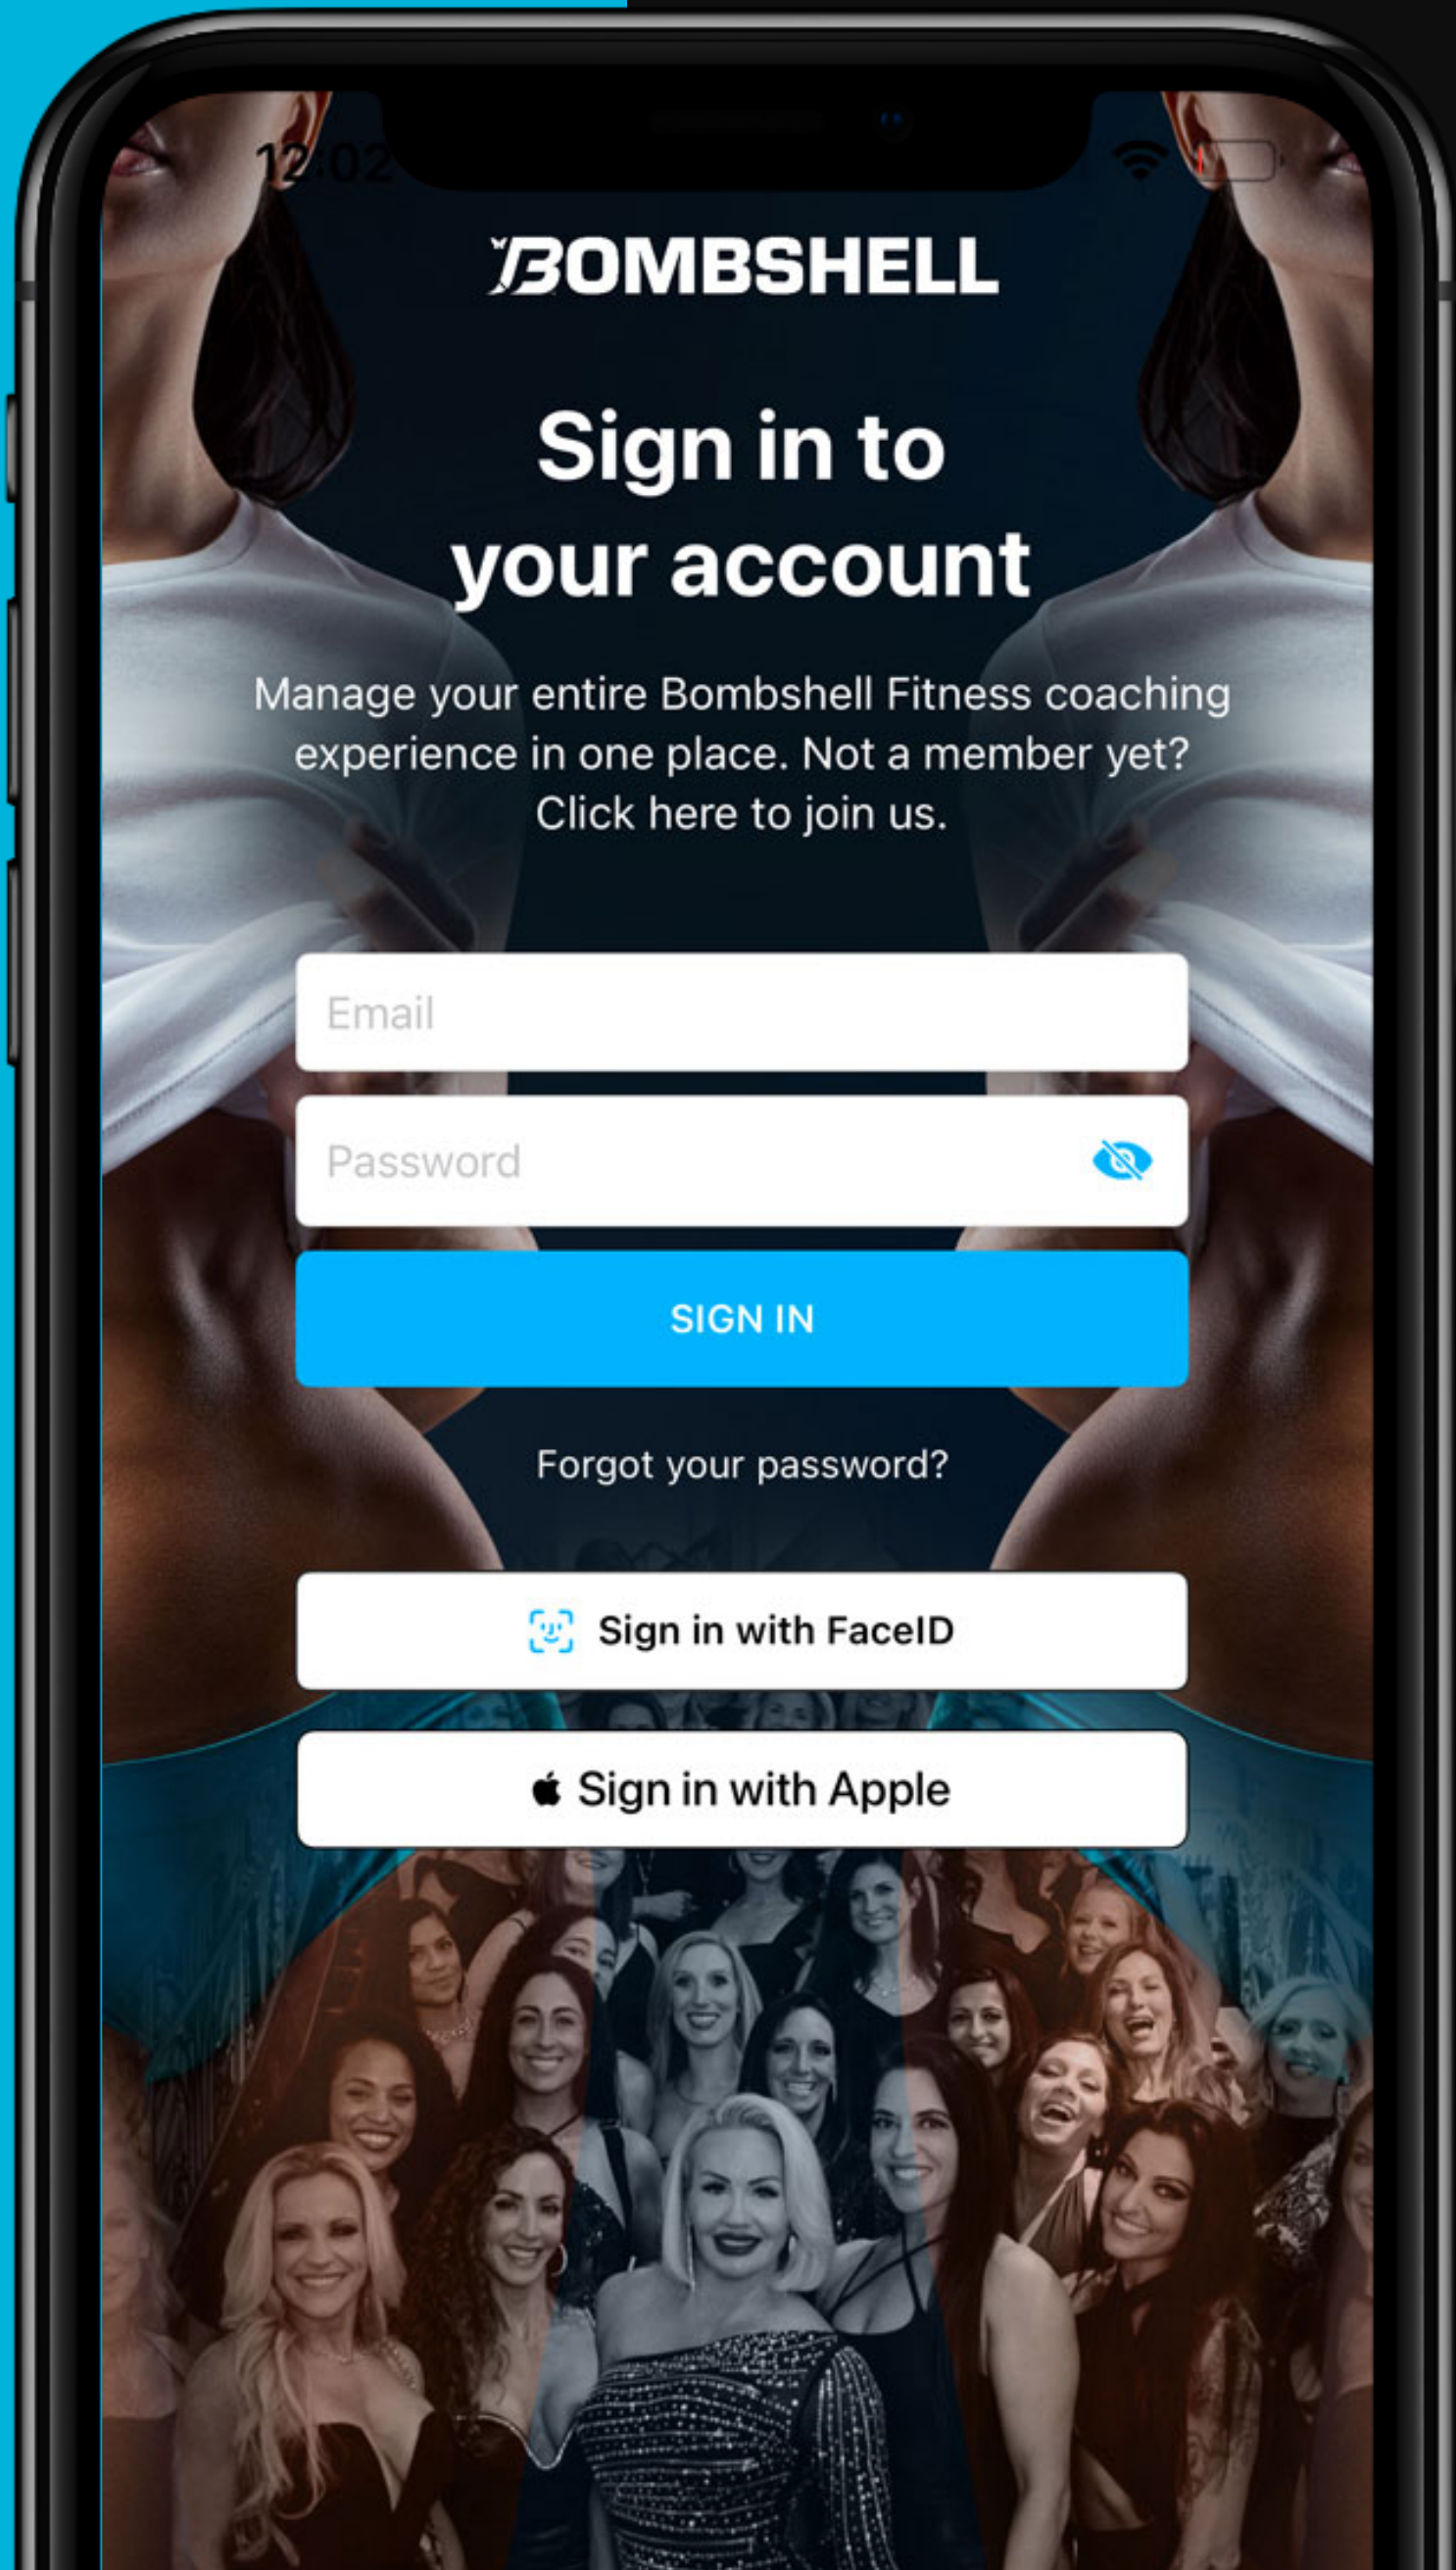 12:02
BOMBSHELL
Sign in to
your account
Manage your entire Bombshell Fitness coaching
experience in one place. Not a member yet?
Click here to join us.
Email
Password
SIGN IN
Forgot your password?
Sign in with FaceID
Sign in with Apple